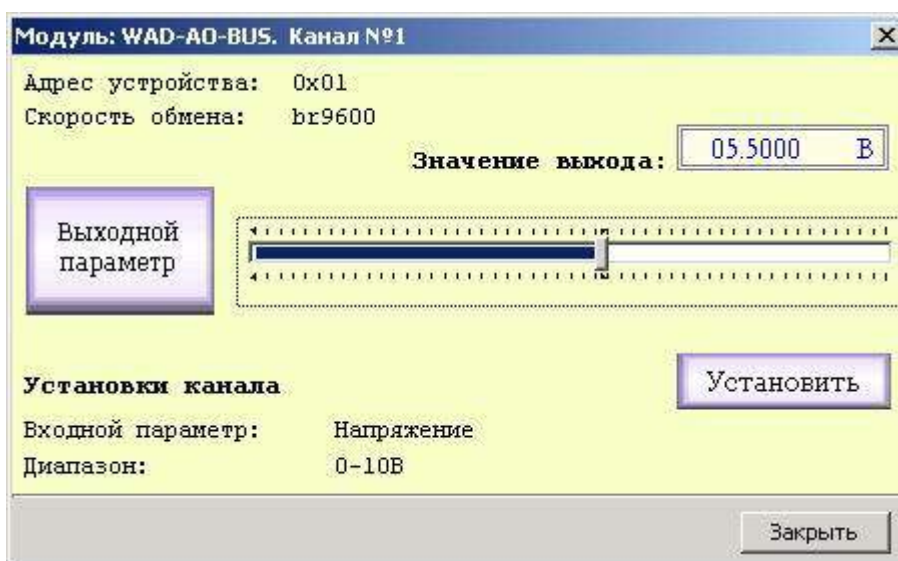 Модуль: WAD-AO-BUS. Канал №1
Адрес устройства: 0x01
Скорость обмена: br9600
Значение выхода: 05.5000 В
Выходной
параметр
Установки канала
Установить
Входной параметр: Напряжение
Диапазон: 0-10В
Закрыть